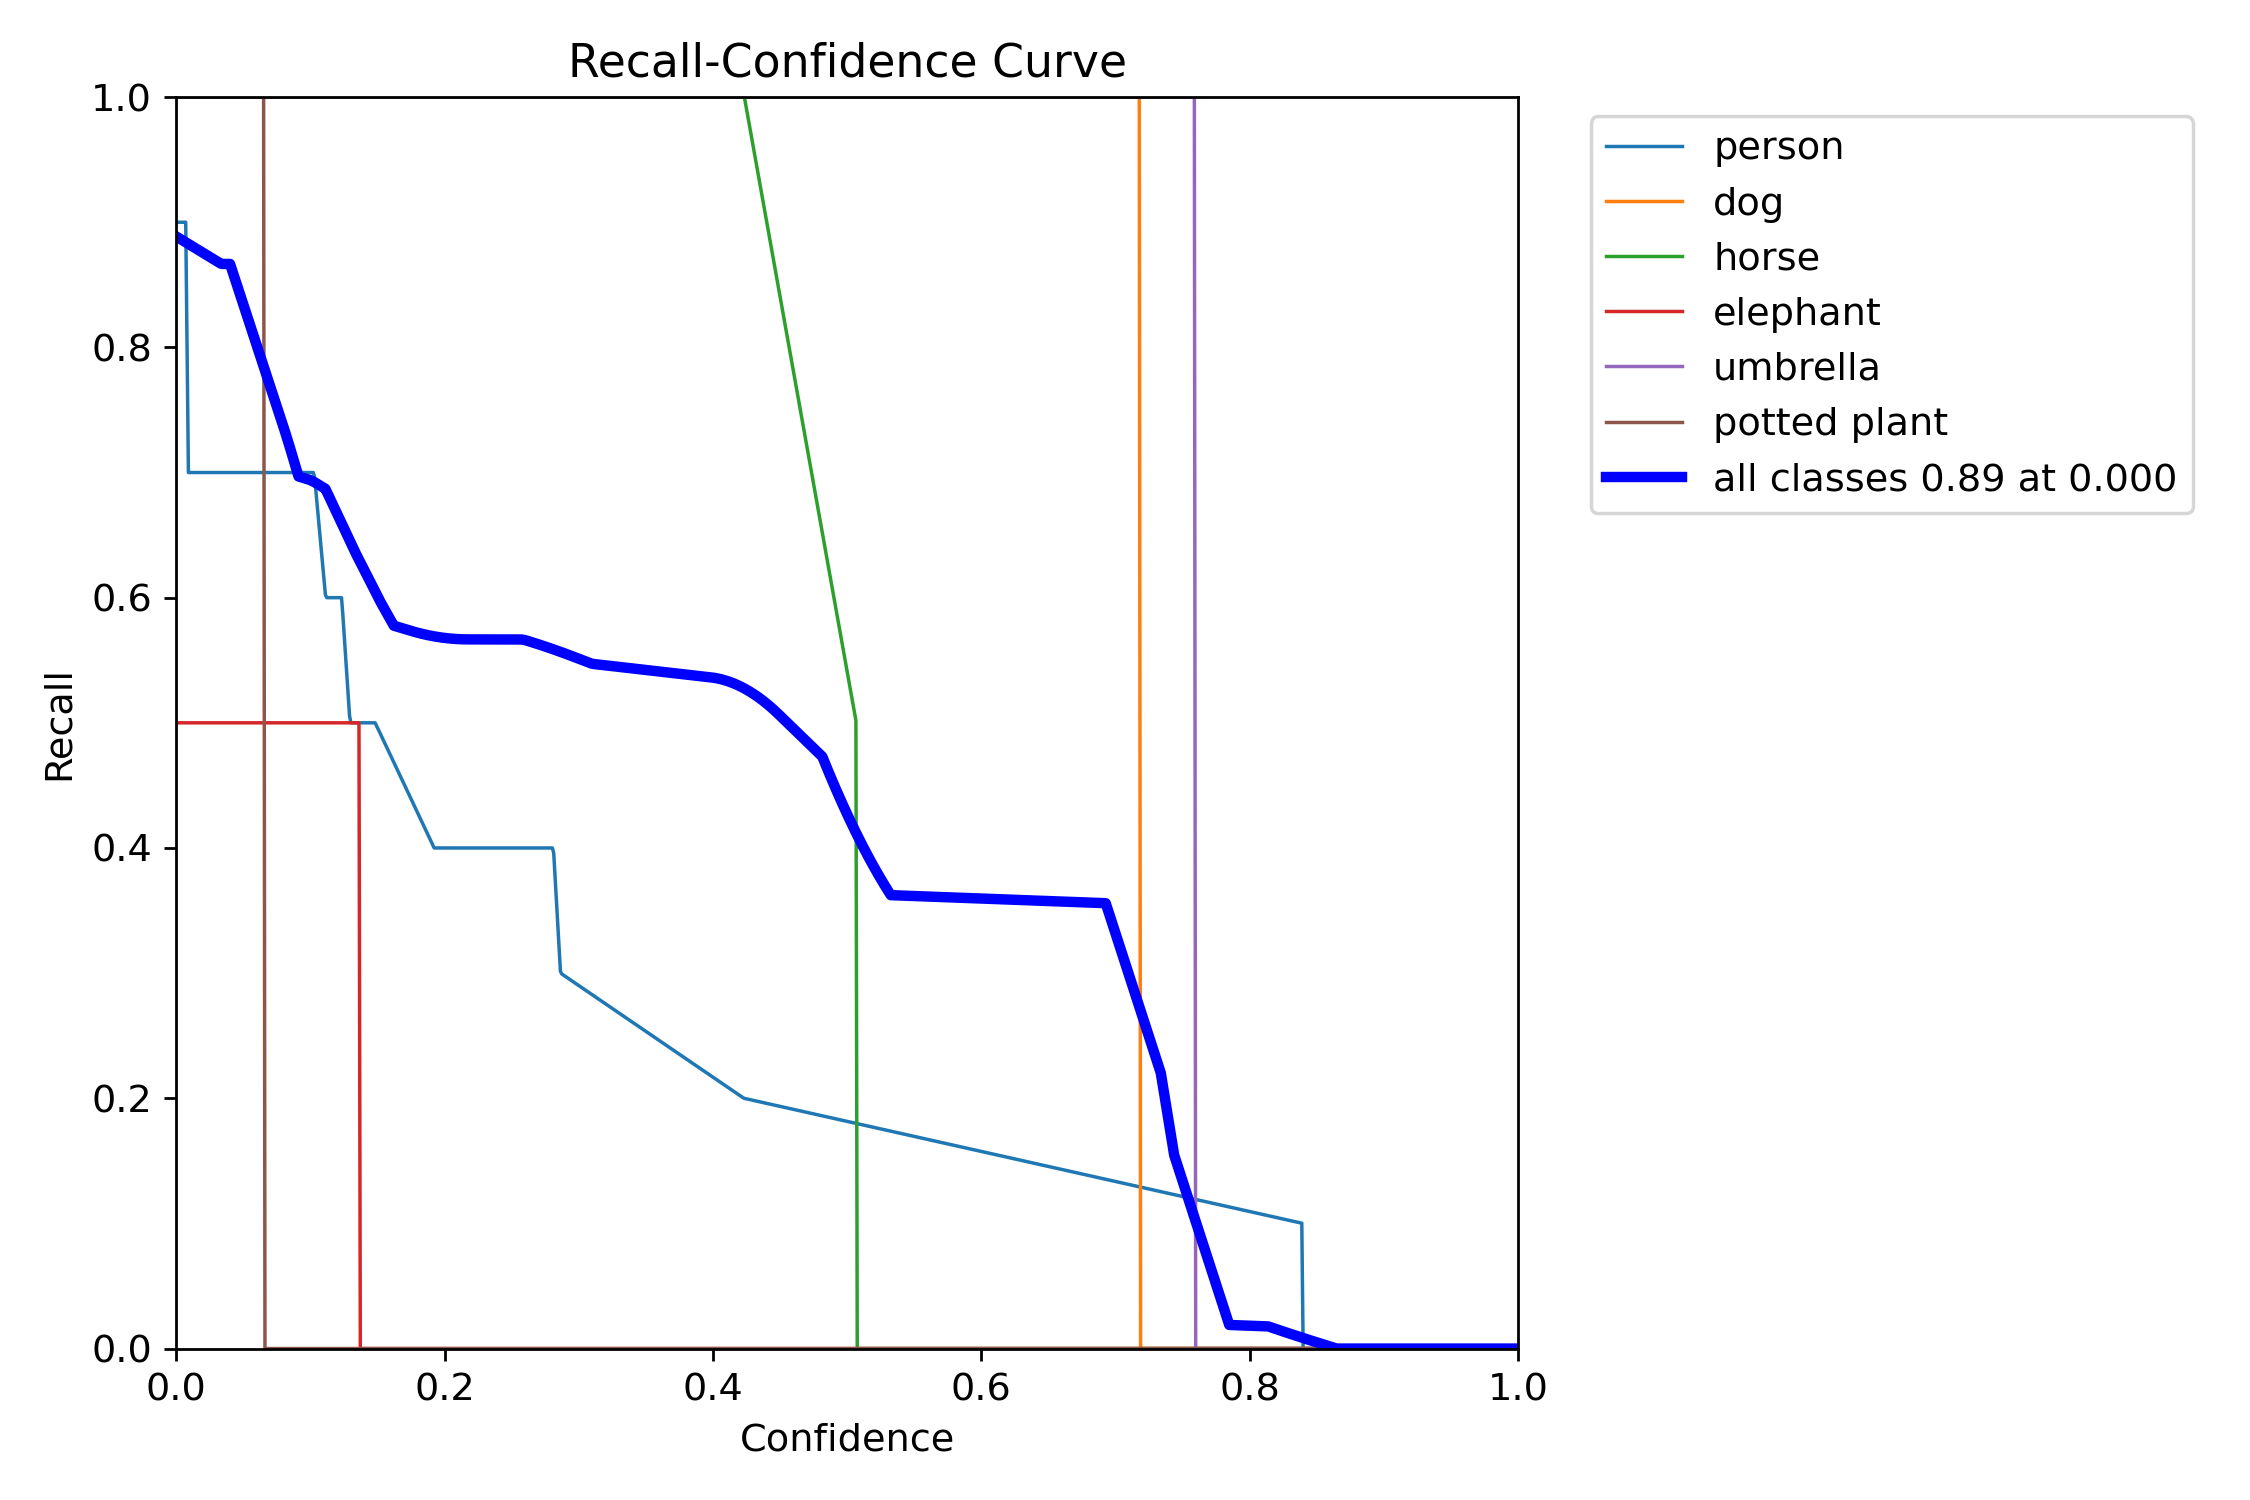 Recall-Confidence Curve
1.0
0.8
0.6
0.4
0.2
0.0
Recall
0.0 0.2 0.4 0.6 0.8 1.0
Confidence
person
dog
horse
elephant
umbrella
potted plant
all classes 0.89 at 0.000